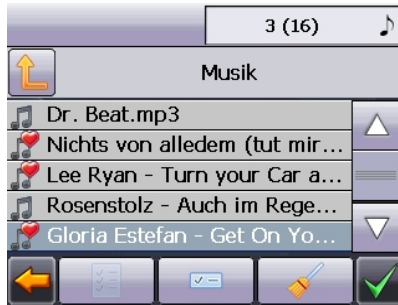 3 (16)
Musik
Dr. Beat.mp3
Nichts von alledem (tut mir...
Lee Ryan - Turn your Car a...
Rosenstolz - Auch im Rege...
Gloria Estefan - Get On Yo...